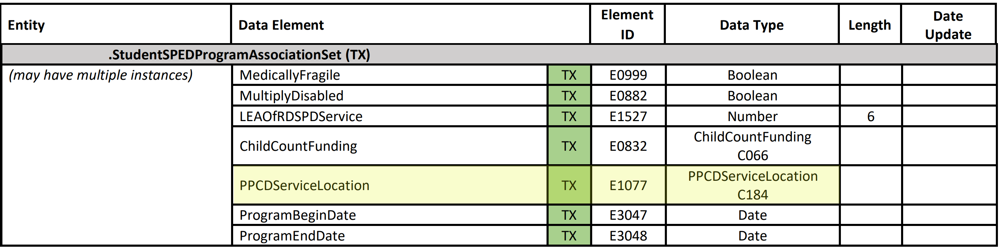 Entity Data Element Element ID Data Type Length Date Update
.StudentSPEDProgramAssociationSet (TX)
(may have multiple instances) MedicallyFragile TX E0999 Boolean
MultiplyDisabled TX E0882 Boolean
LEAOfRDSPDService TX E1527 Number 6
ChildCountFunding TX E0832 ChildCountFunding C066
PPCDServiceLocation TX E1077 PPCDServiceLocation C184
ProgramBeginDate TX E3047 Date
ProgramEndDate TX E3048 Date